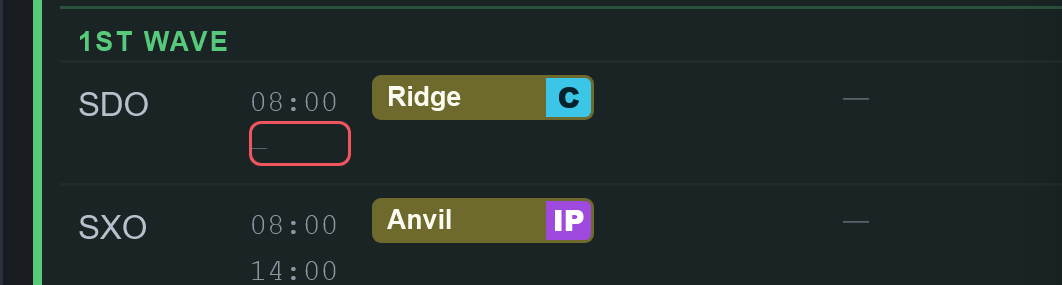 1ST WAVE
SDO 08:00 Ridge C —
—
SXO 08:00 Anvil IP —
14:00